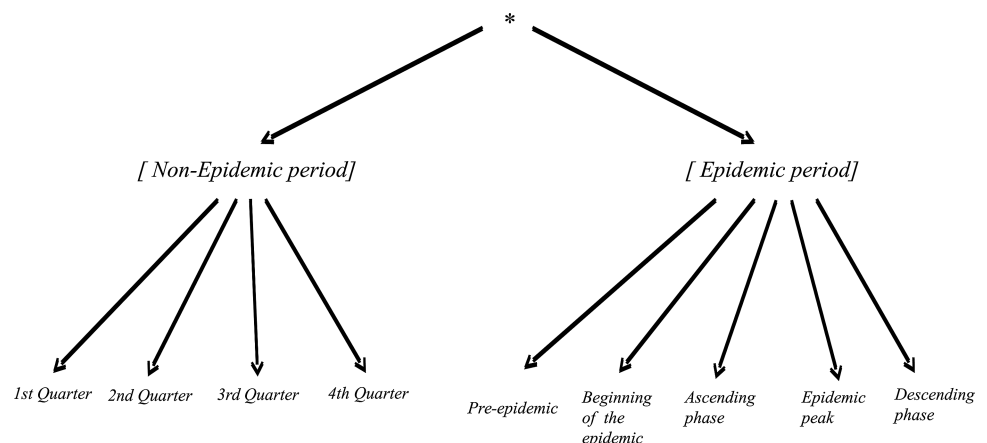 *
[ Non-Epidemic period]
[ Epidemic period]
1st Quarter
2nd Quarter
3rd Quarter
4th Quarter
Pre-epidemic
Beginning
of the
epidemic
Ascending
phase
Epidemic
peak
Descending
phase